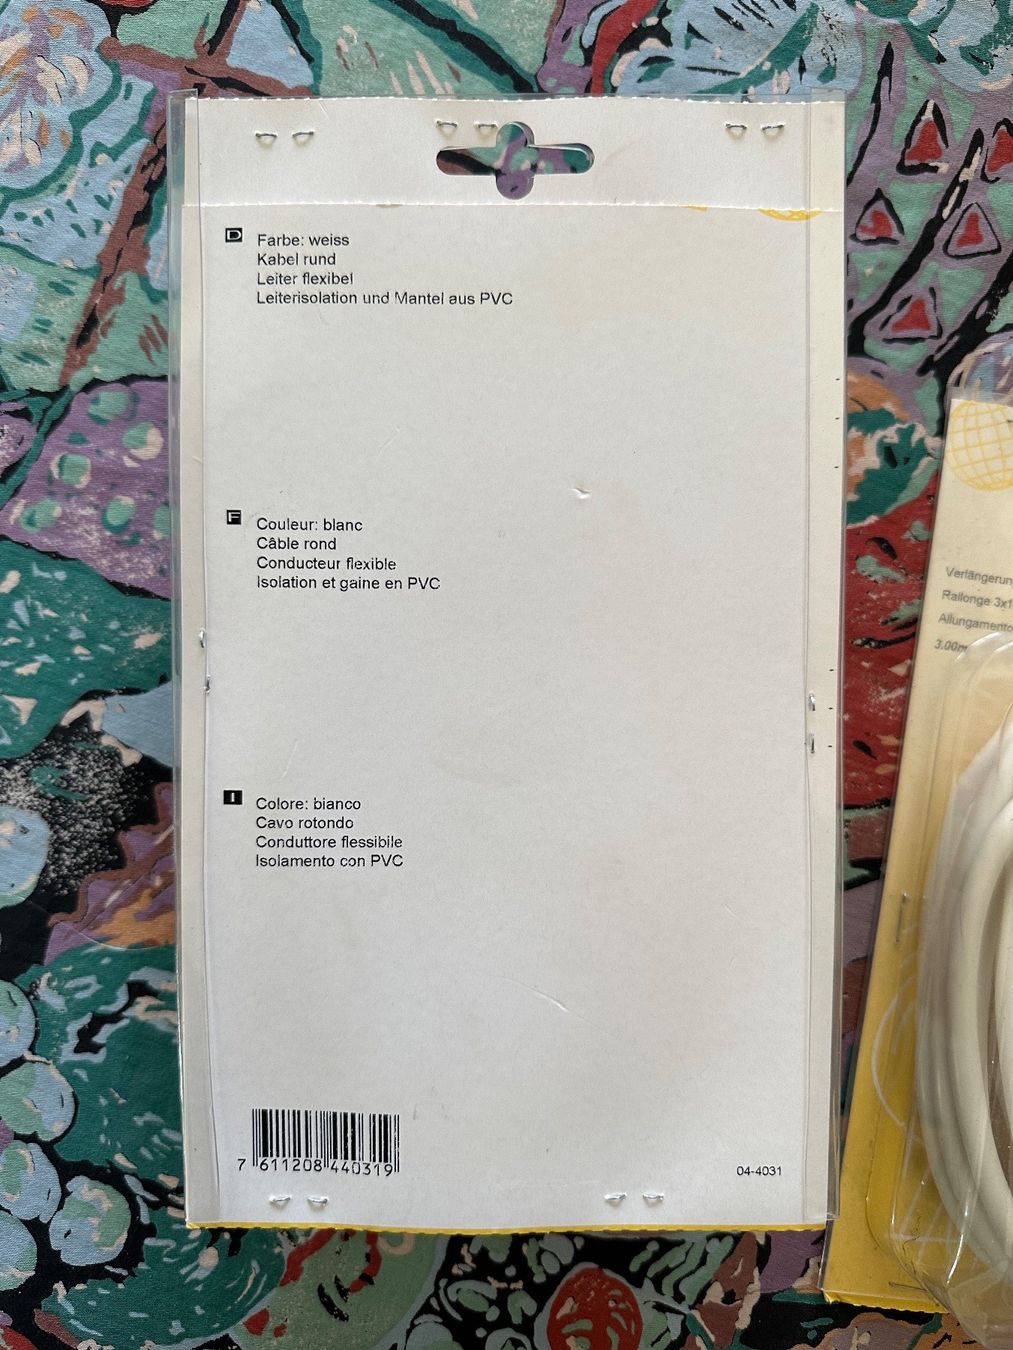 D
Farbe: weiss
Kabel rund
Leiter flexibel
Leiterisolation und Mantel aus PVC
F
Couleur: blanc
Câble rond
Conducteur flexible
Isolation et gaine en PVC
I
Colore: bianco
Cavo rotondo
Conduttore flessibile
Isolamento con PVC
7 611208 440319
04-4031
Rallonge
3.00m